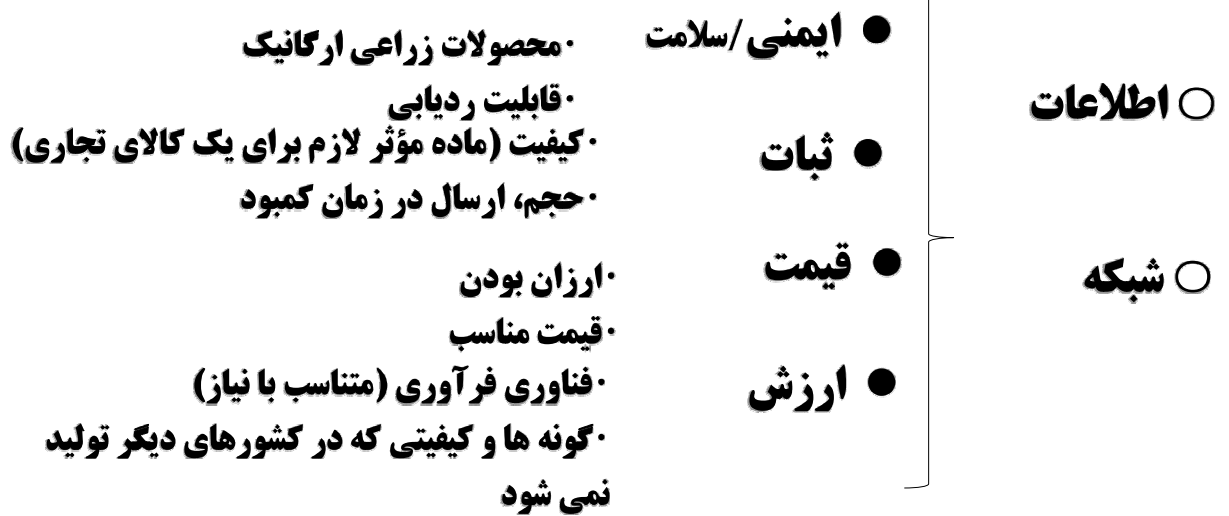 ○ اطلاعات
○ شبکه
● ایمنی/سلامت
·محصولات زراعی ارگانیک
·قابلیت ردیابی
● ثبات
·کیفیت (ماده مؤثر لازم برای یک کالای تجاری)
·حجم، ارسال در زمان کمبود
● قیمت
·ارزان بودن
·قیمت مناسب
● ارزش
·فناوری فرآوری (متناسب با نیاز)
·گونه ها و کیفیتی که در کشورهای دیگر تولید
نمی شود